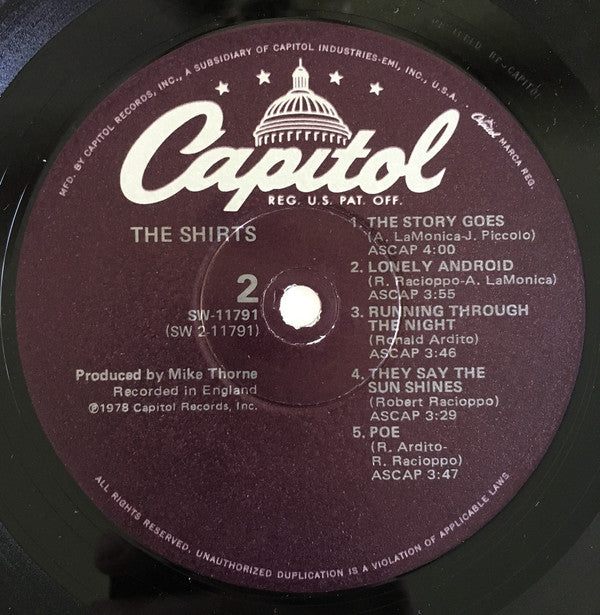 MFD. BY CAPITOL RECORDS, INC., A SUBSIDIARY OF CAPITOL INDUSTRIES-EMI, INC., U.S.A.
Capitol MARCA REG.
Capitol
REG. U.S. PAT. OFF.
THE SHIRTS
2
SW-11791
(SW 2-11791)
Produced by Mike Thorne
Recorded in England
℗1978 Capitol Records, Inc.
1. THE STORY GOES
(A. LaMonica-J. Piccolo)
ASCAP 4:00
2. LONELY ANDROID
(R. Racioppo-A. LaMonica)
ASCAP 3:55
3. RUNNING THROUGH
THE NIGHT
(Ronald Ardito)
ASCAP 3:46
4. THEY SAY THE
SUN SHINES
(Robert Racioppo)
ASCAP 3:29
5. POE
(R. Ardito-
R. Racioppo)
ASCAP 3:47
ALL RIGHTS RESERVED. UNAUTHORIZED DUPLICATION IS A VIOLATION OF APPLICABLE LAWS